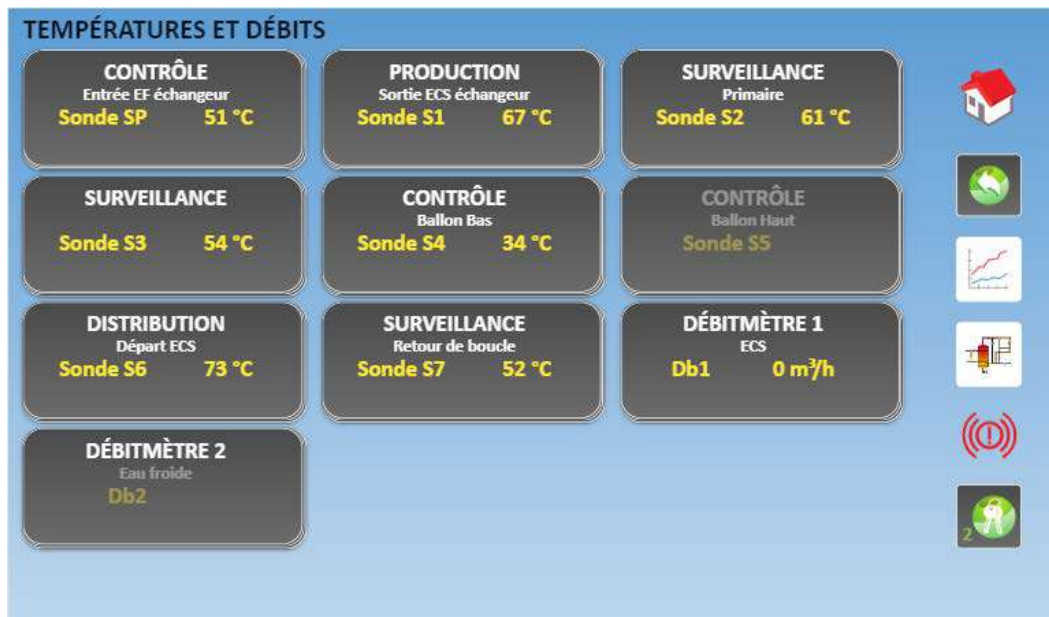 TEMPÉRATURES ET DÉBITS
CONTRÔLE
Entrée EF échangeur
Sonde SP 51 °C
PRODUCTION
Sortie ECS échangeur
Sonde S1 67 °C
SURVEILLANCE
Primaire
Sonde S2 61 °C
SURVEILLANCE
Sonde S3 54 °C
CONTRÔLE
Ballon Bas
Sonde S4 34 °C
CONTRÔLE
Ballon Haut
Sonde S5
DISTRIBUTION
Départ ECS
Sonde S6 73 °C
SURVEILLANCE
Retour de boucle
Sonde S7 52 °C
DÉBITMÈTRE 1
ECS
Db1 0 m³/h
DÉBITMÈTRE 2
Eau froide
Db2
2